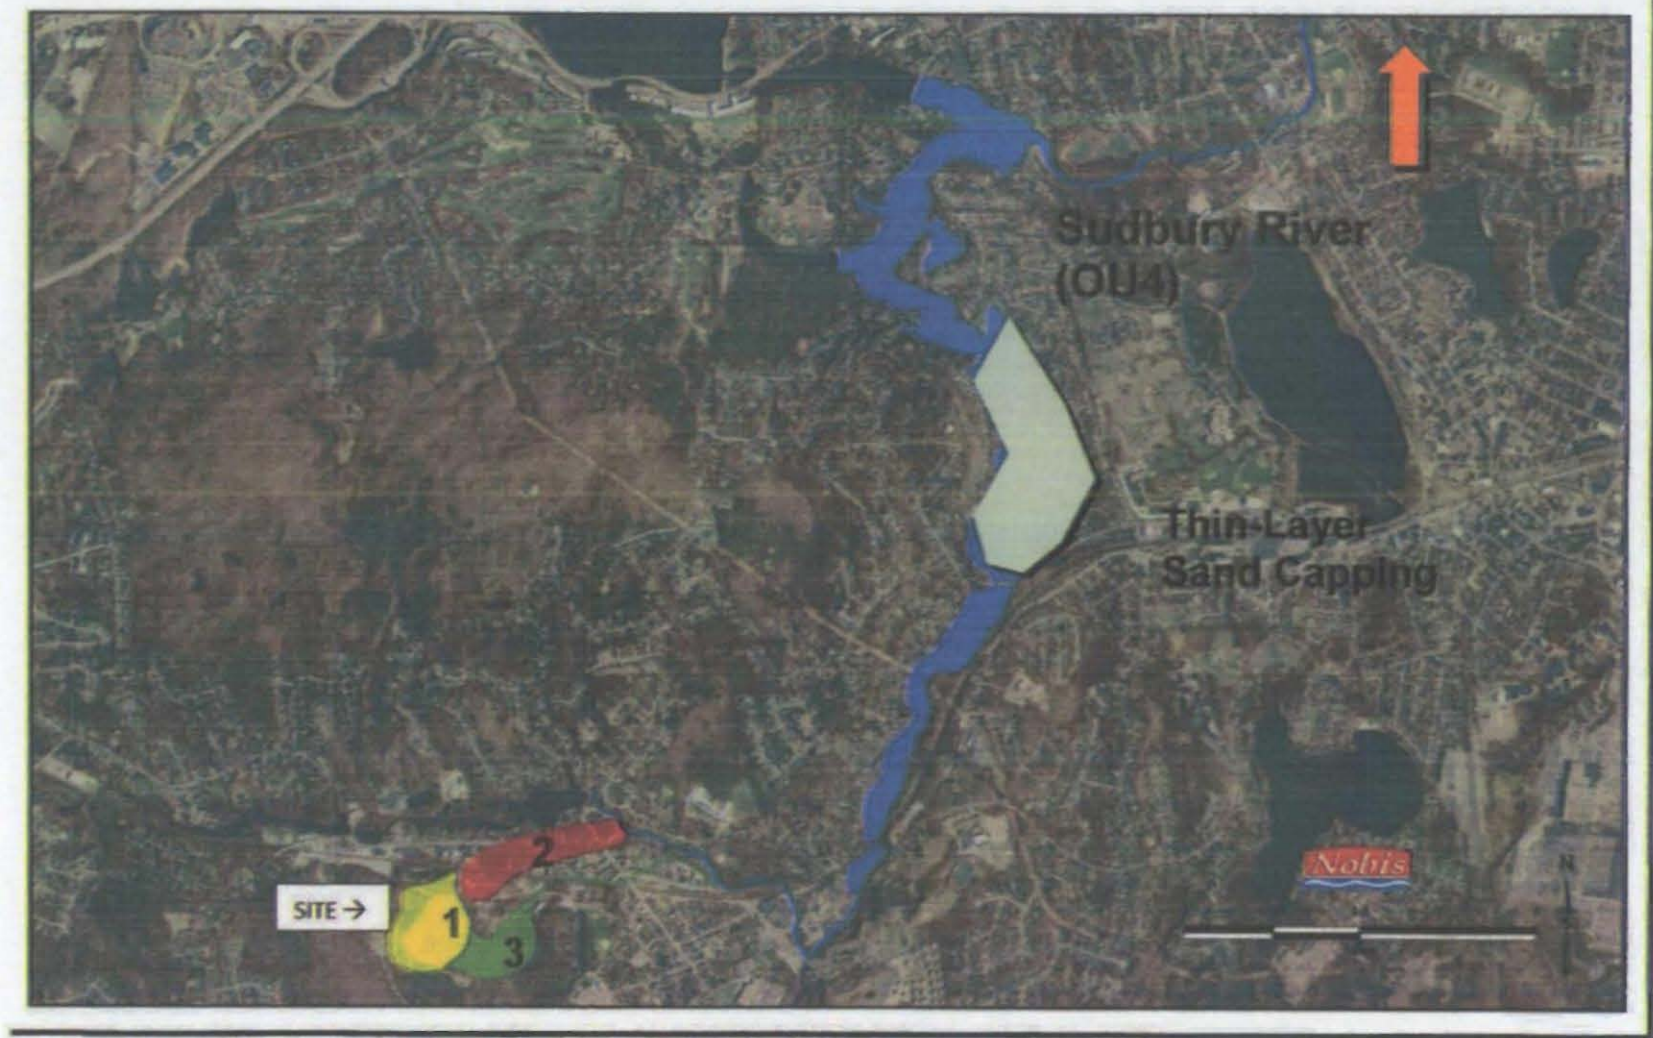 Sudbury River
(OU4)
Thin-Layer
Sand Capping
2
SITE →
1
3
Nobis
N